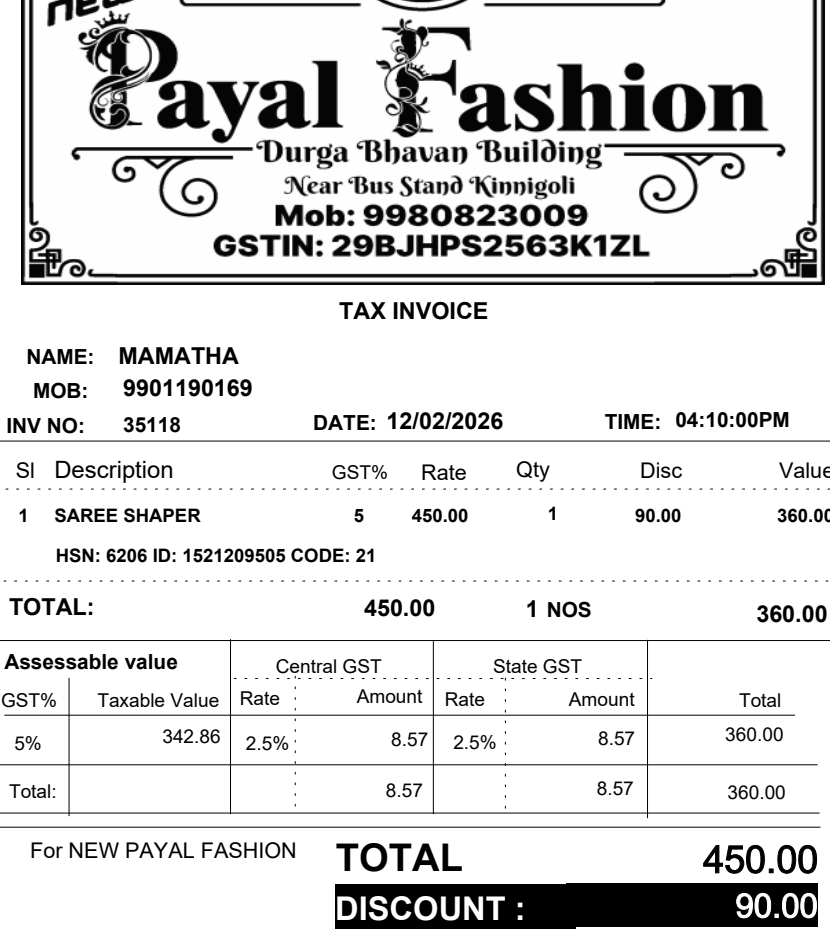 new
Payal Fashion
Durga Bhavan Building
Near Bus Stand Kinnigoli
Mob: 9980823009
GSTIN: 29BJHPS2563K1ZL
TAX INVOICE
NAME: MAMATHA
MOB: 9901190169
INV NO: 35118 DATE: 12/02/2026 TIME: 04:10:00PM
Sl Description GST% Rate Qty Disc Value
1 SAREE SHAPER 5 450.00 1 90.00 360.00
HSN: 6206 ID: 1521209505 CODE: 21
TOTAL: 450.00 1 NOS 360.00
Assessable value Central GST State GST
GST% Taxable Value Rate Amount Rate Amount Total
5% 342.86 2.5% 8.57 2.5% 8.57 360.00
Total: 8.57 8.57 360.00
For NEW PAYAL FASHION TOTAL 450.00
DISCOUNT : 90.00